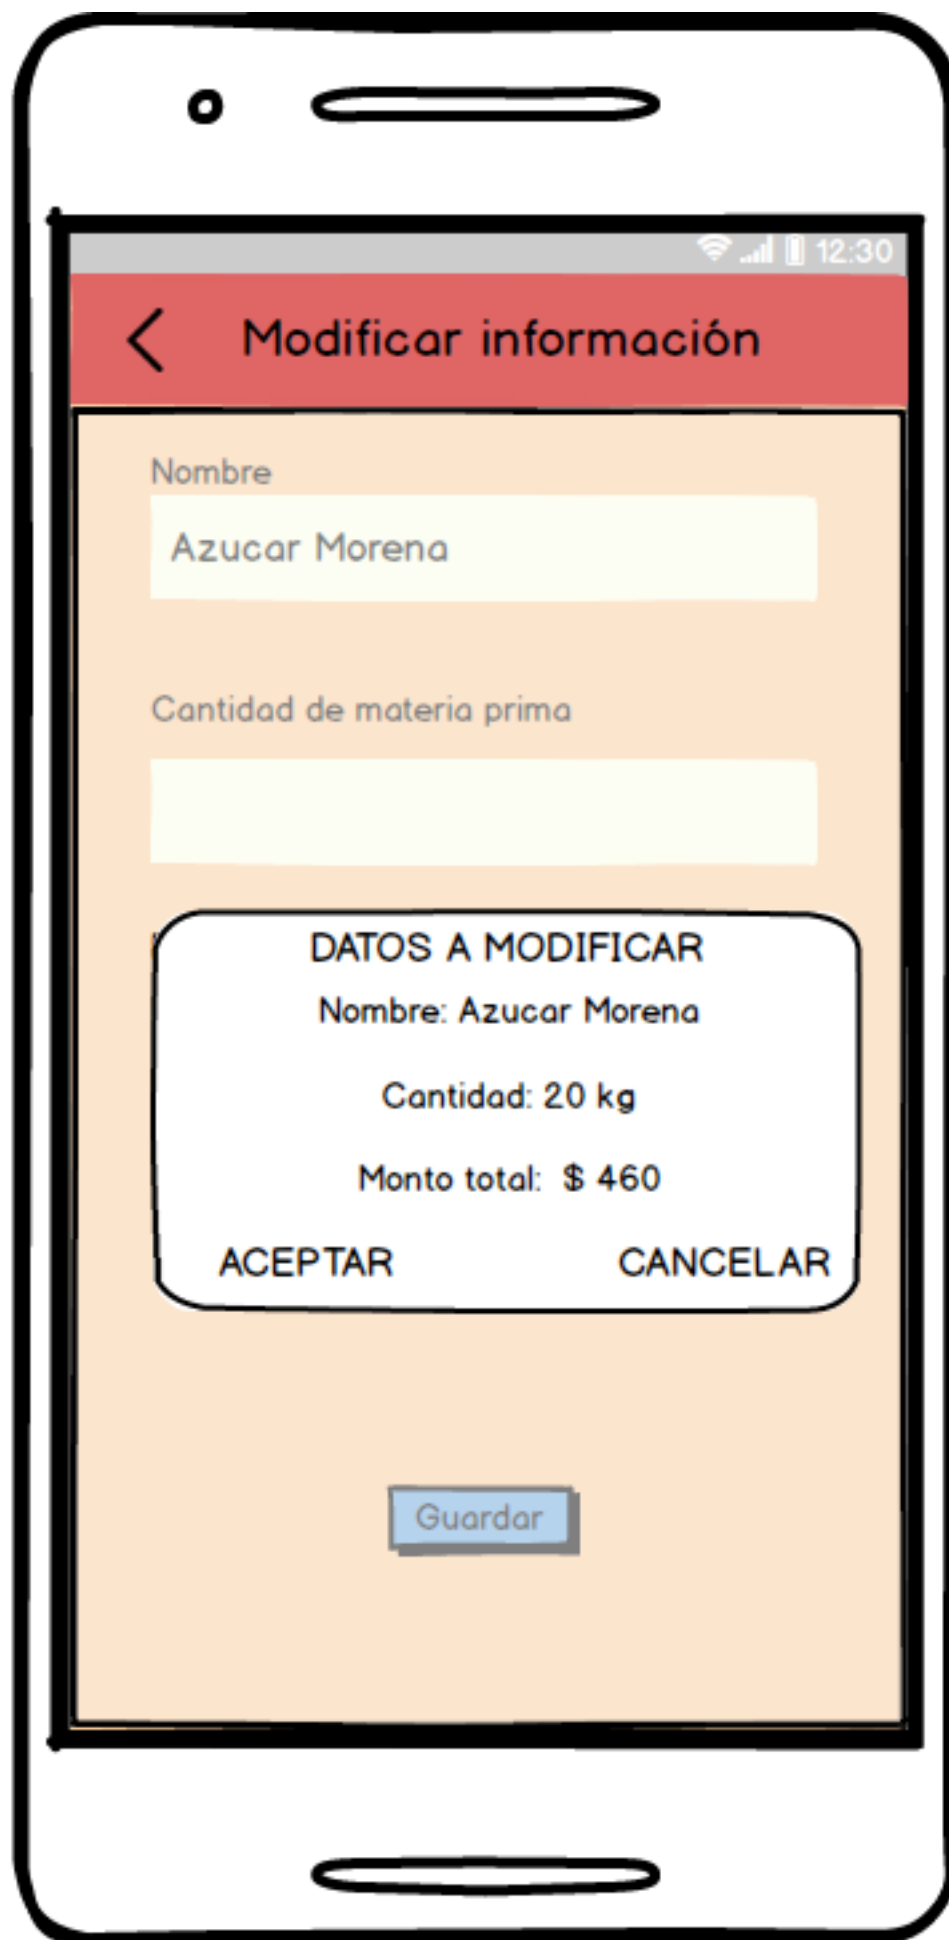 12:30
Modificar información
Nombre
Azucar Morena
Cantidad de materia prima
DATOS A MODIFICAR
Nombre: Azucar Morena
Cantidad: 20 kg
Monto total: $ 460
ACEPTAR CANCELAR
Guardar